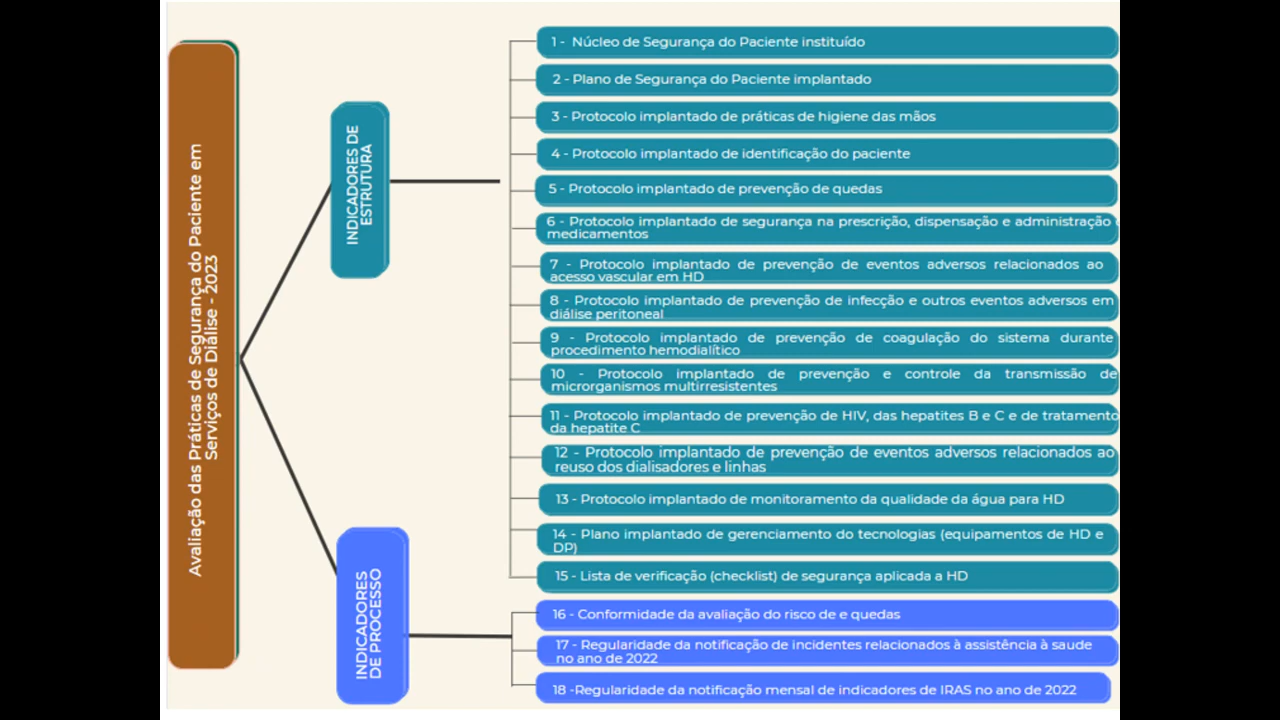 Avaliação das Práticas de Segurança do Paciente em
Serviços de Diálise - 2023
INDICADORES DE
ESTRUTURA
1 - Núcleo de Segurança do Paciente instituído
2 - Plano de Segurança do Paciente implantado
3 - Protocolo implantado de práticas de higiene das mãos
4 - Protocolo implantado de identificação do paciente
5 - Protocolo implantado de prevenção de quedas
6 - Protocolo implantado de segurança na prescrição, dispensação e administração
medicamentos
7 - Protocolo implantado de prevenção de eventos adversos relacionados ao
acesso vascular em HD
8 - Protocolo implantado de prevenção de infecção e outros eventos adversos em
diálise peritoneal
9 - Protocolo implantado de prevenção de coagulação do sistema durante
procedimento hemodialítico
10 - Protocolo implantado de prevenção e controle da transmissão de
microrganismos multirresistentes
11 - Protocolo implantado de prevenção de HIV, das hepatites B e C e de tratamento
da hepatite C
12 - Protocolo implantado de prevenção de eventos adversos relacionados ao
reuso dos dialisadores e linhas
13 - Protocolo implantado de monitoramento da qualidade da água para HD
14 - Plano implantado de gerenciamento do tecnologias (equipamentos de HD e
DP)
15 - Lista de verificação (checklist) de segurança aplicada a HD
INDICADORES
DE PROCESSO
16 - Conformidade da avaliação do risco de e quedas
17 - Regularidade da notificação de incidentes relacionados à assistência à saude
no ano de 2022
18 -Regularidade da notificação mensal de indicadores de IRAS no ano de 2022